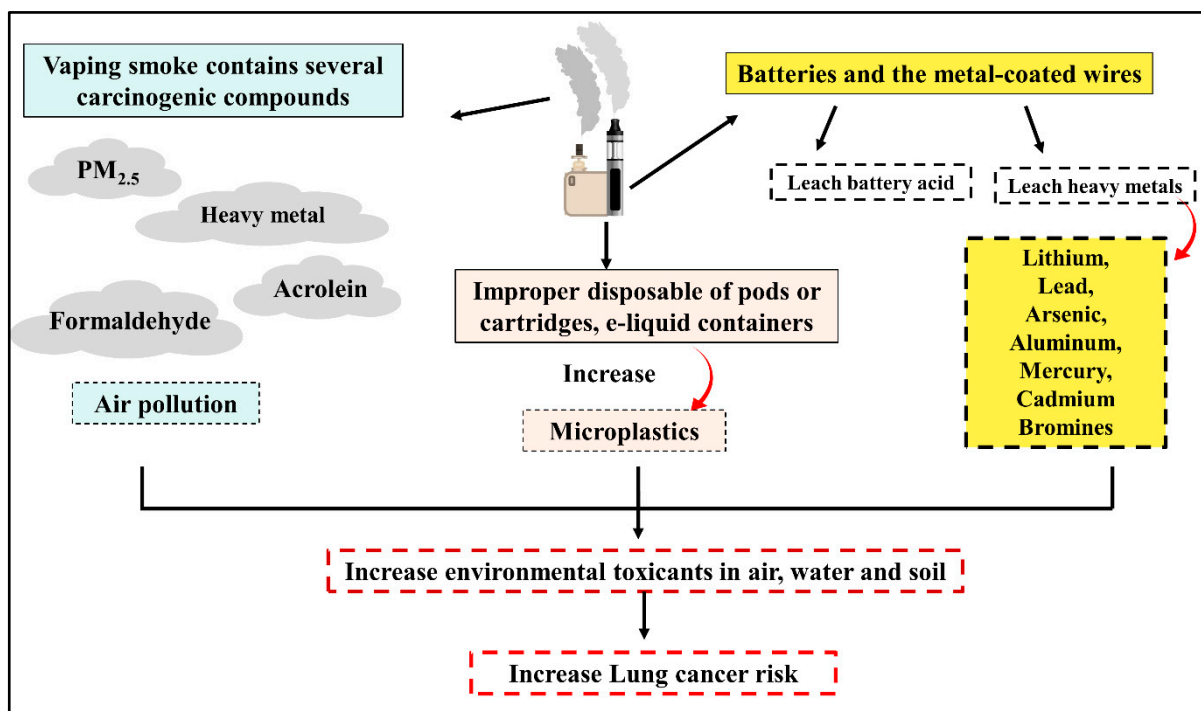 Vaping smoke contains several
carcinogenic compounds
PM2.5
Heavy metal
Acrolein
Formaldehyde
Air pollution
Improper disposable of pods or
cartridges, e-liquid containers
Increase
Microplastics
Batteries and the metal-coated wires
Leach battery acid
Leach heavy metals
Lithium,
Lead,
Arsenic,
Aluminum,
Mercury,
Cadmium
Bromines
Increase environmental toxicants in air, water and soil
Increase Lung cancer risk